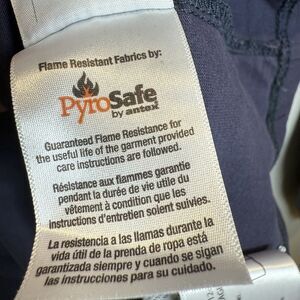 Flame Resistant Fabrics by:
PyroSafe
by antex
Guaranteed Flame Resistance for
the useful life of the garment provided
care instructions are followed.
Résistance aux flammes garantie
pendant la durée de vie utile du
vêtement à condition que les
instructions d'entretien soient suivies.
La resistencia a las llamas durante la
vida útil de la prenda de ropa está
garantizada siempre y cuando se sigan
las instrucciones para su cuidado.